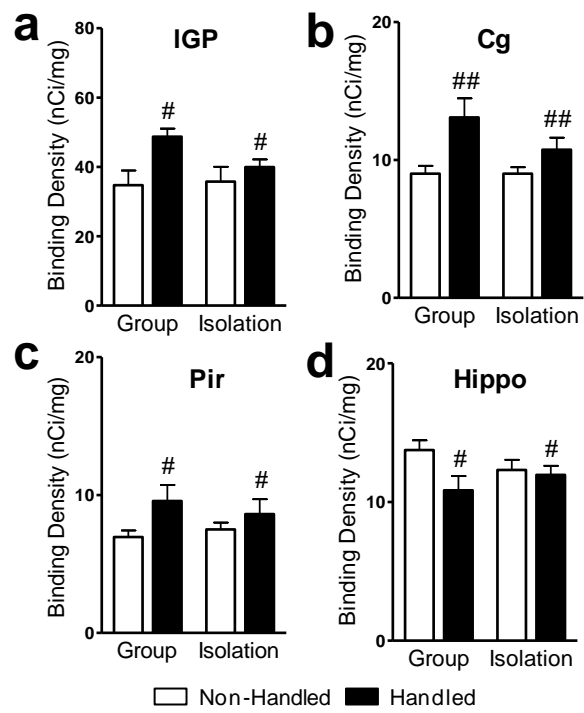 a
IGP
Binding Density (nCi/mg)
80
60
40
20
0
#
#
Group
Isolation
b
Cg
Binding Density (nCi/mg)
20
10
0
##
##
Group
Isolation
c
Pir
Binding Density (nCi/mg)
20
10
0
#
#
Group
Isolation
d
Hippo
Binding Density (nCi/mg)
20
10
0
#
#
Group
Isolation
Non-Handled
Handled